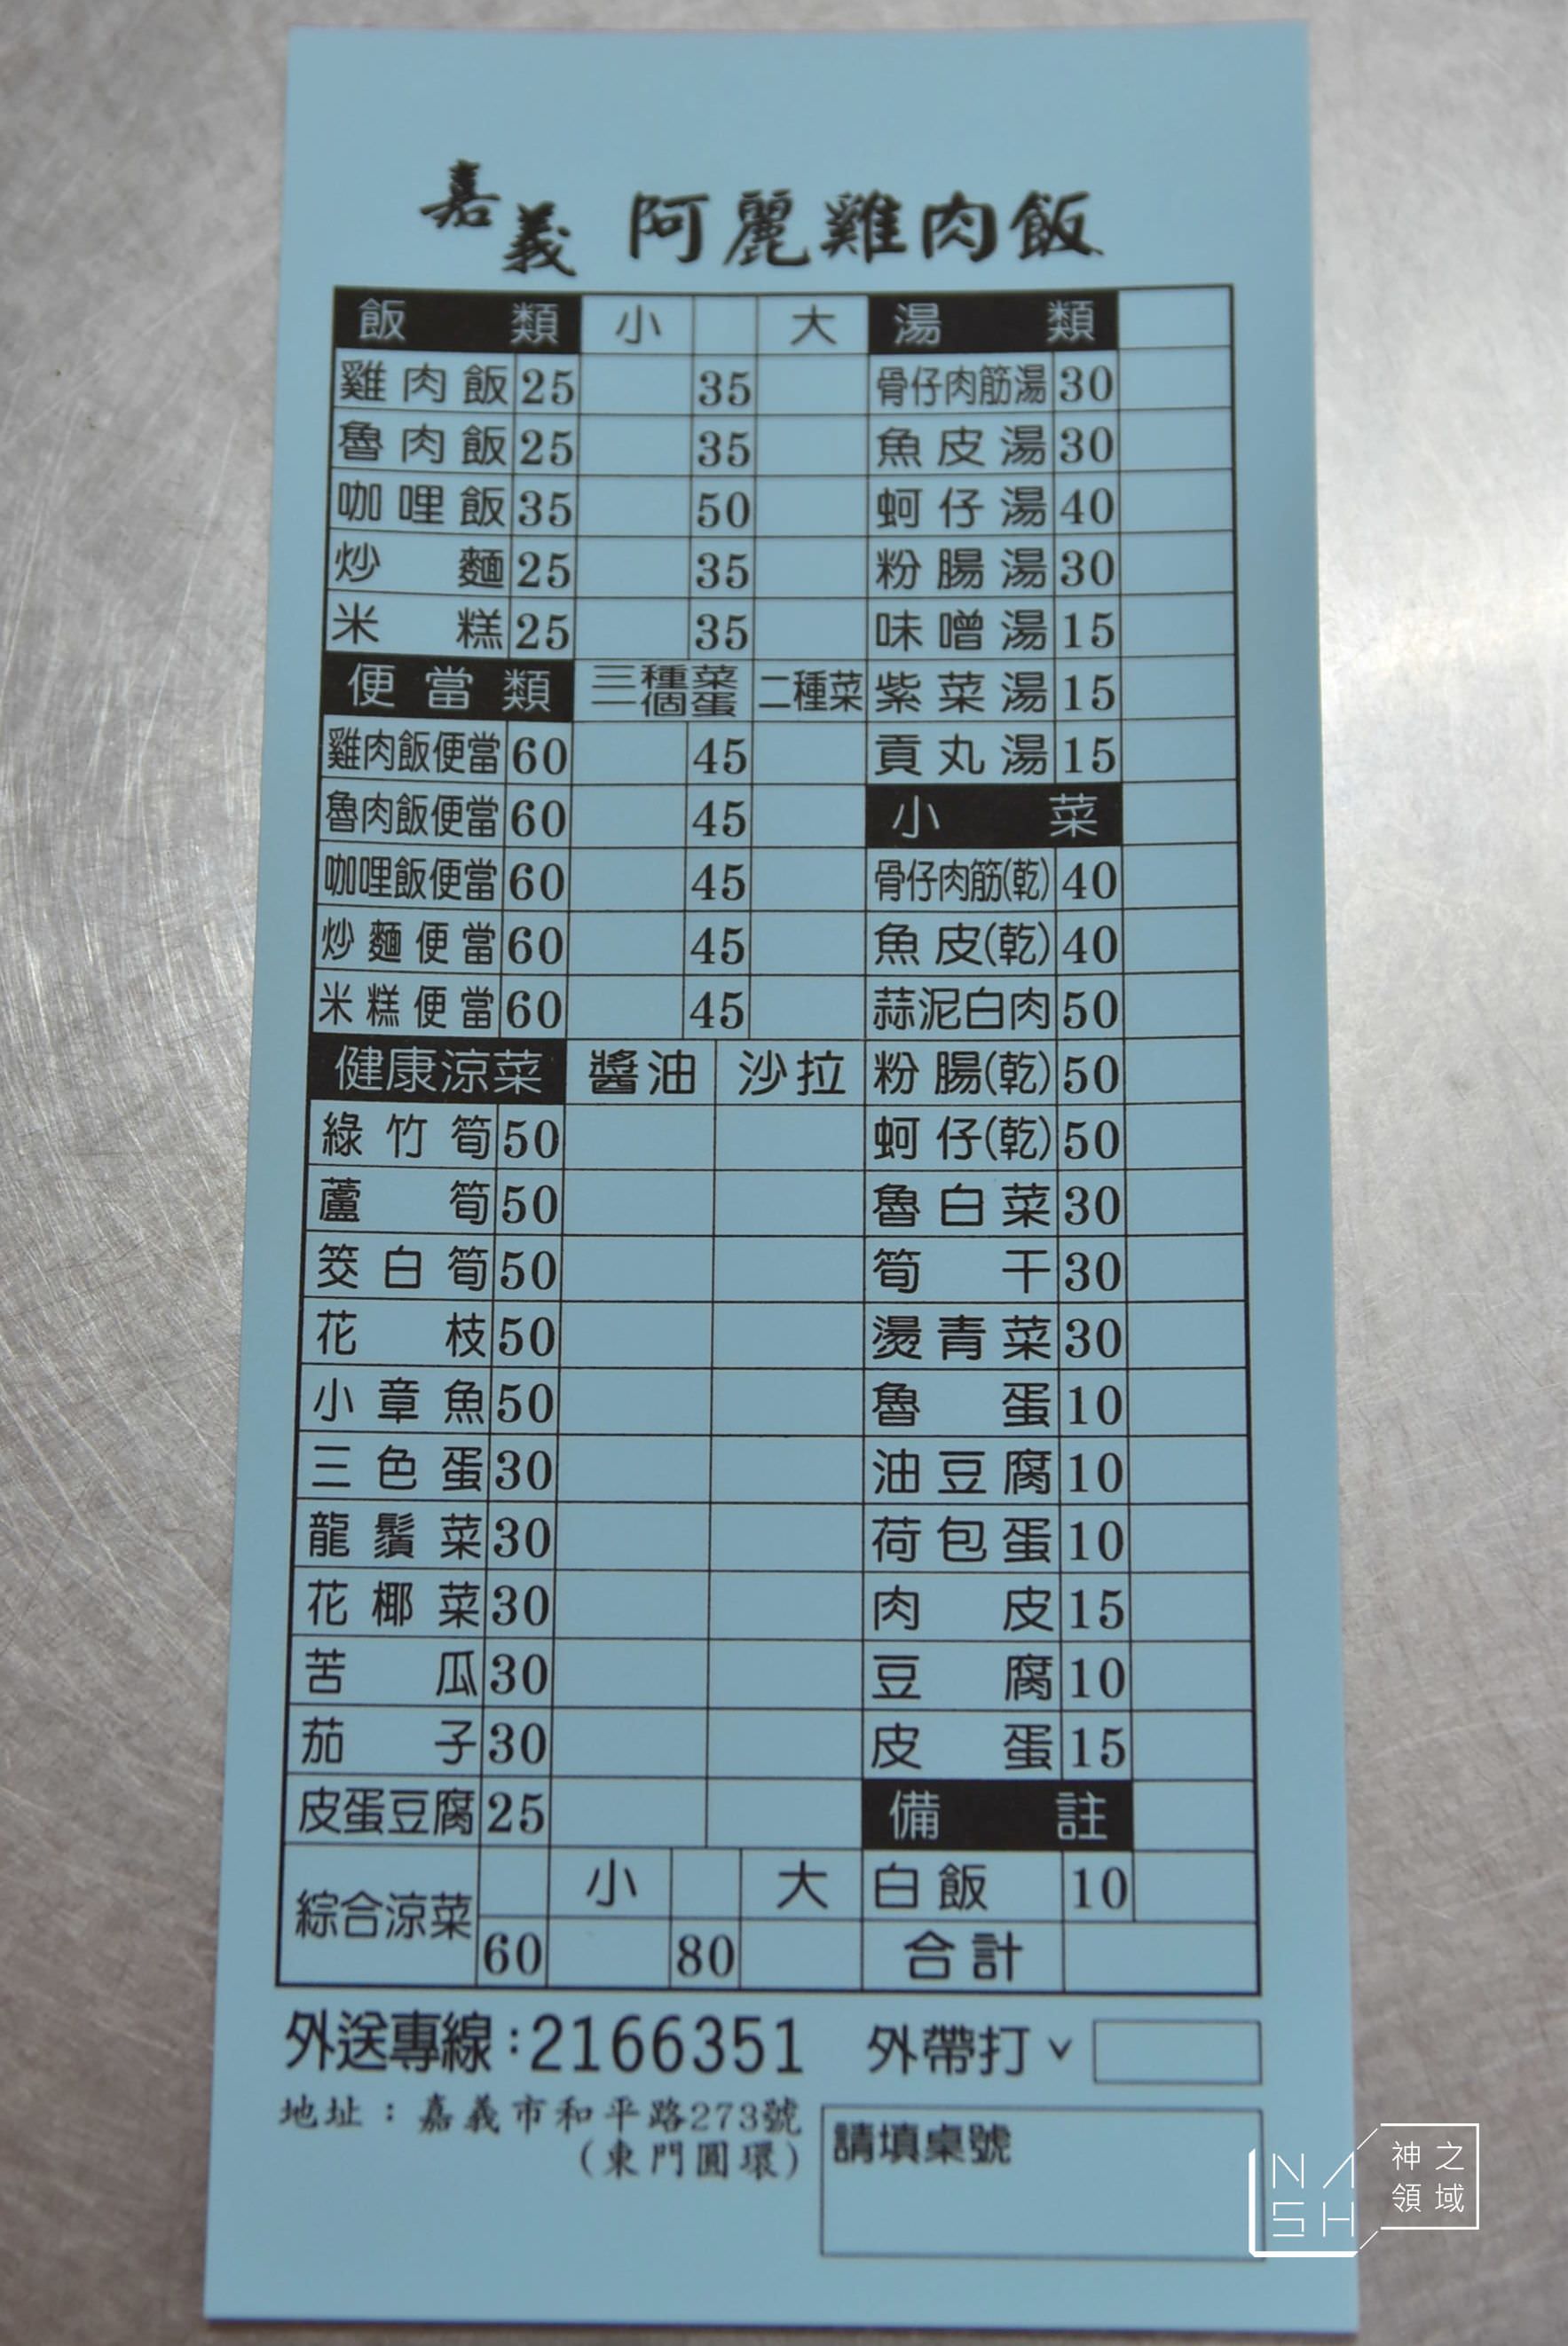 嘉義 阿麗雞肉飯
飯類 小 大 湯類
雞肉飯 25 35 骨仔肉筋湯 30
魯肉飯 25 35 魚皮湯 30
咖哩飯 35 50 蚵仔湯 40
炒麵 25 35 粉腸湯 30
米糕 25 35 味噌湯 15
便當類 三種菜一個蛋 二種菜 紫菜湯 15
雞肉飯便當 60 45 貢丸湯 15
魯肉飯便當 60 45 小菜
咖哩飯便當 60 45 骨仔肉筋(乾) 40
炒麵便當 60 45 魚皮(乾) 40
米糕便當 60 45 蒜泥白肉 50
健康涼菜 醬油 沙拉 粉腸(乾) 50
綠竹筍 50 蚵仔(乾) 50
蘆筍 50 魯白菜 30
筊白筍 50 筍干 30
花枝 50 燙青菜 30
小章魚 50 魯蛋 10
三色蛋 30 油豆腐 10
龍鬚菜 30 荷包蛋 10
花椰菜 30 肉皮 15
苦瓜 30 豆腐 10
茄子 30 皮蛋 15
皮蛋豆腐 25 備註
綜合涼菜 小 大 白飯 10
60 80 合計
外送專線:2166351 外帶打ˇ
地址:嘉義市和平路273號
(東門圓環)
請填桌號
NASH 神之領域